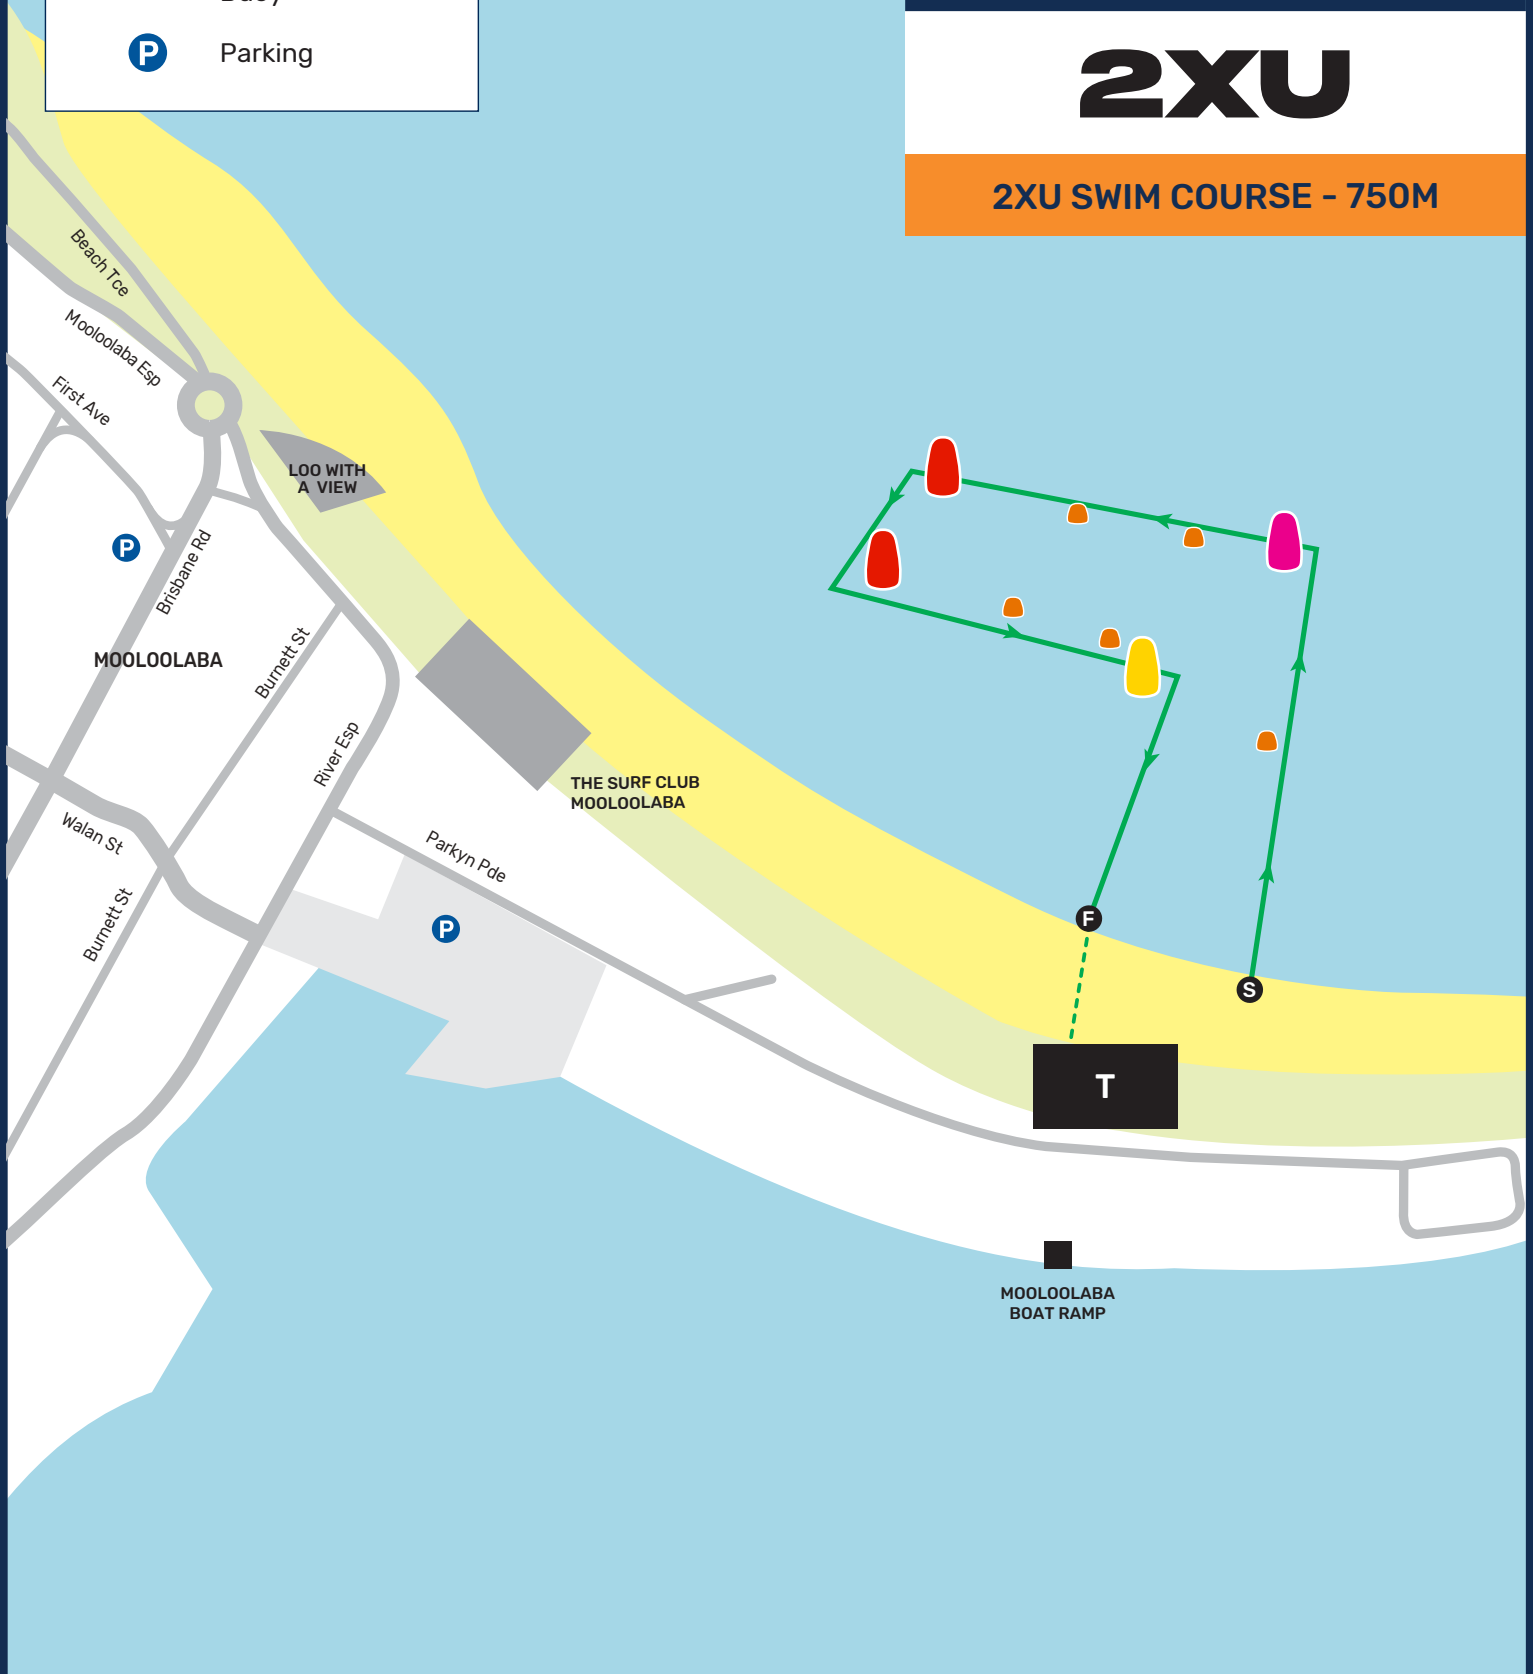 P Parking
2XU
2XU SWIM COURSE - 750M
Beach Tce
Mooloolaba Esp
First Ave
LOO WITH
A VIEW
P
Brisbane Rd
MOOLOOLABA
Burnett St
River Esp
THE SURF CLUB
MOOLOOLABA
Walan St
Parkyn Pde
Burnett St
P
F
S
T
MOOLOOLABA
BOAT RAMP